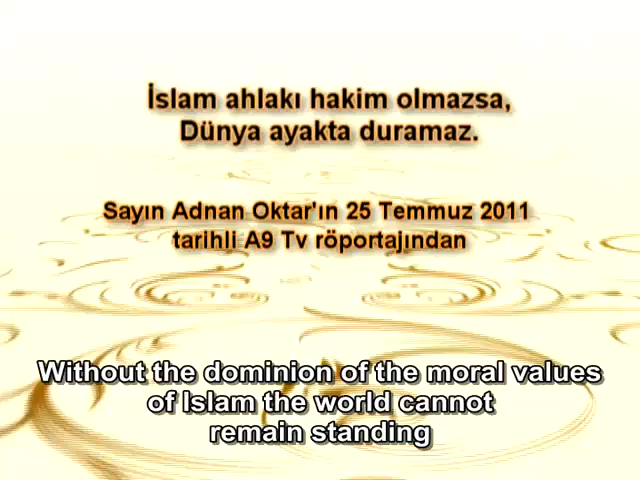 İslam ahlakı hakim olmazsa,
Dünya ayakta duramaz.
Sayın Adnan Oktar'ın 25 Temmuz 2011
tarihli A9 Tv röportajından
Without the dominion of the moral values
of Islam the world cannot
remain standing